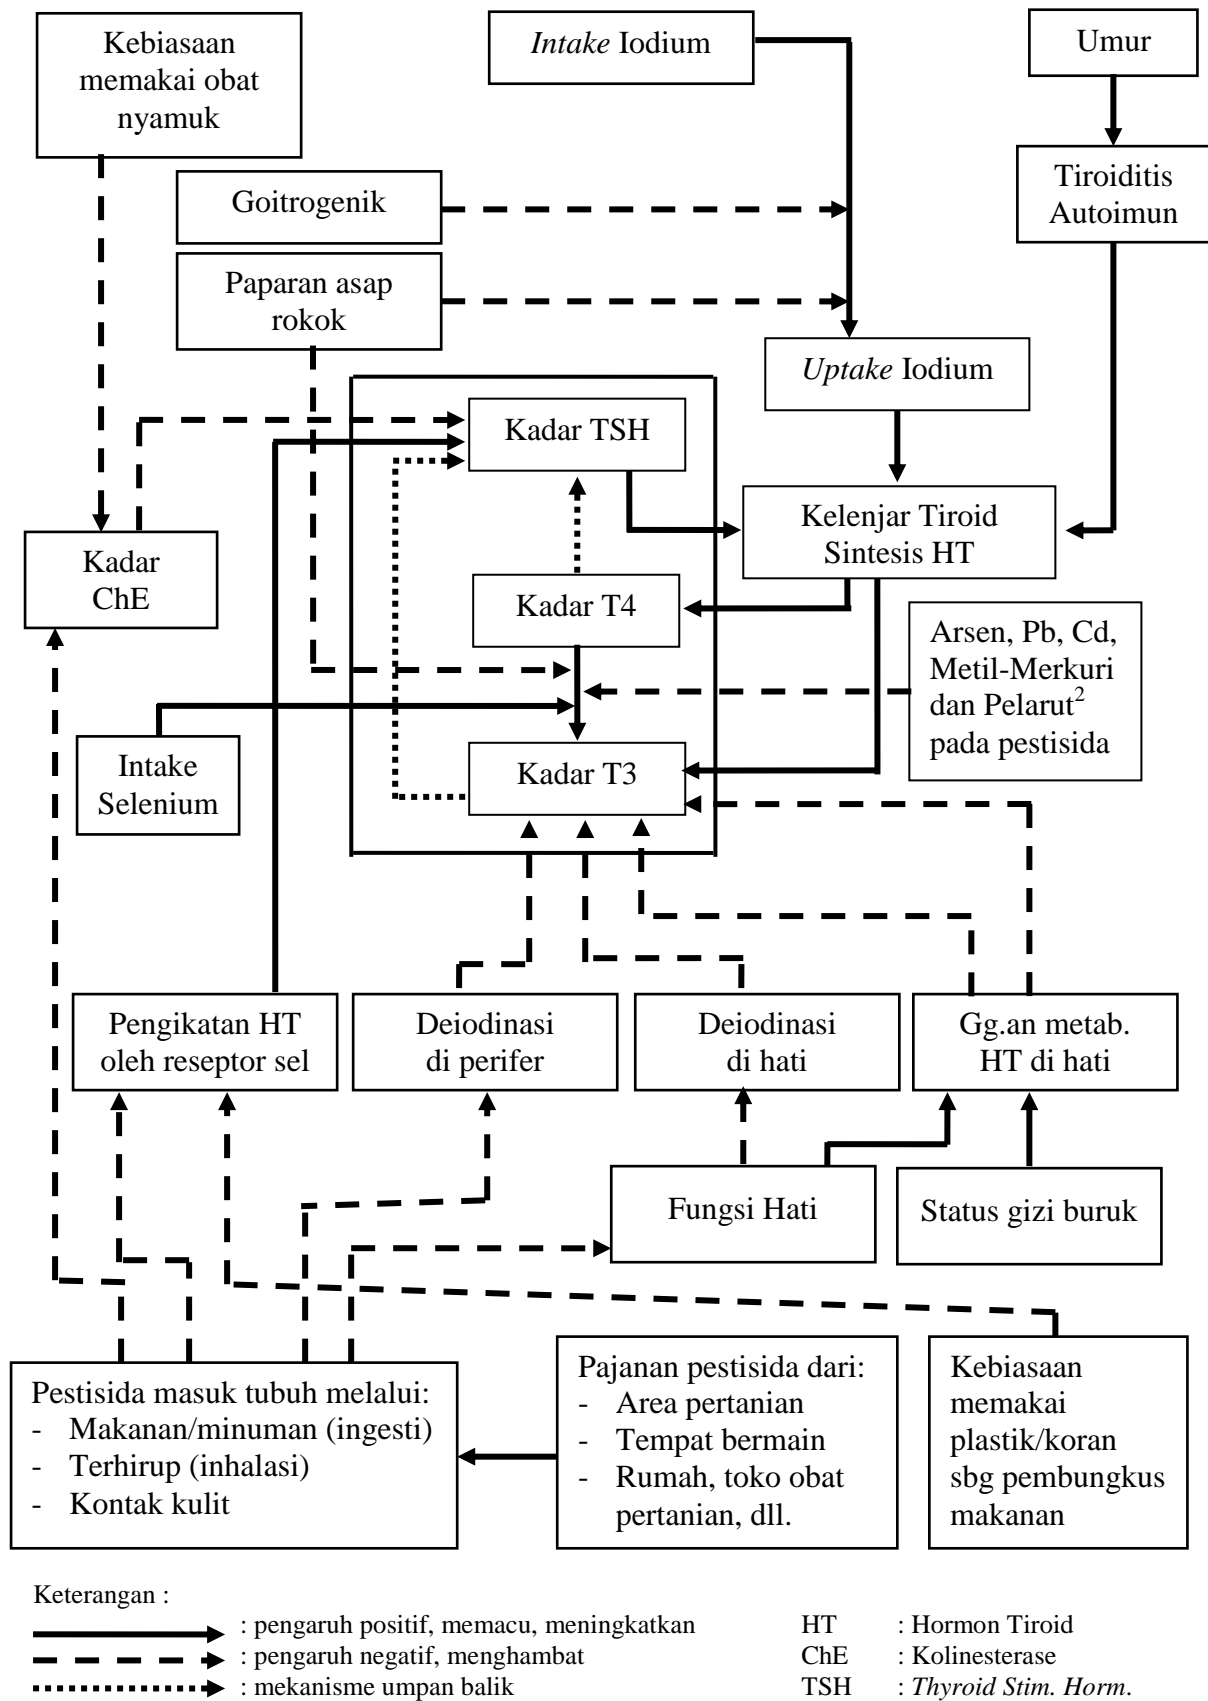 Kebiasaan
memakai obat
nyamuk
Intake Iodium
Umur
Tiroiditis
Autoimun
Goitrogenik
Paparan asap
rokok
Uptake Iodium
Kadar TSH
Kelenjar Tiroid
Sintesis HT
Kadar
ChE
Kadar T4
Arsen, Pb, Cd,
Metil-Merkuri
dan Pelarut2
pada pestisida
Intake
Selenium
Kadar T3
Pengikatan HT
oleh reseptor sel
Deiodinasi
di perifer
Deiodinasi
di hati
Gg.an metab.
HT di hati
Fungsi Hati
Status gizi buruk
Pestisida masuk tubuh melalui:
- Makanan/minuman (ingesti)
- Terhirup (inhalasi)
- Kontak kulit
Pajanan pestisida dari:
- Area pertanian
- Tempat bermain
- Rumah, toko obat
pertanian, dll.
Kebiasaan
memakai
plastik/koran
sbg pembungkus
makanan
Keterangan :
: pengaruh positif, memacu, meningkatkan
: pengaruh negatif, menghambat
: mekanisme umpan balik
HT : Hormon Tiroid
ChE : Kolinesterase
TSH : Thyroid Stim. Horm.